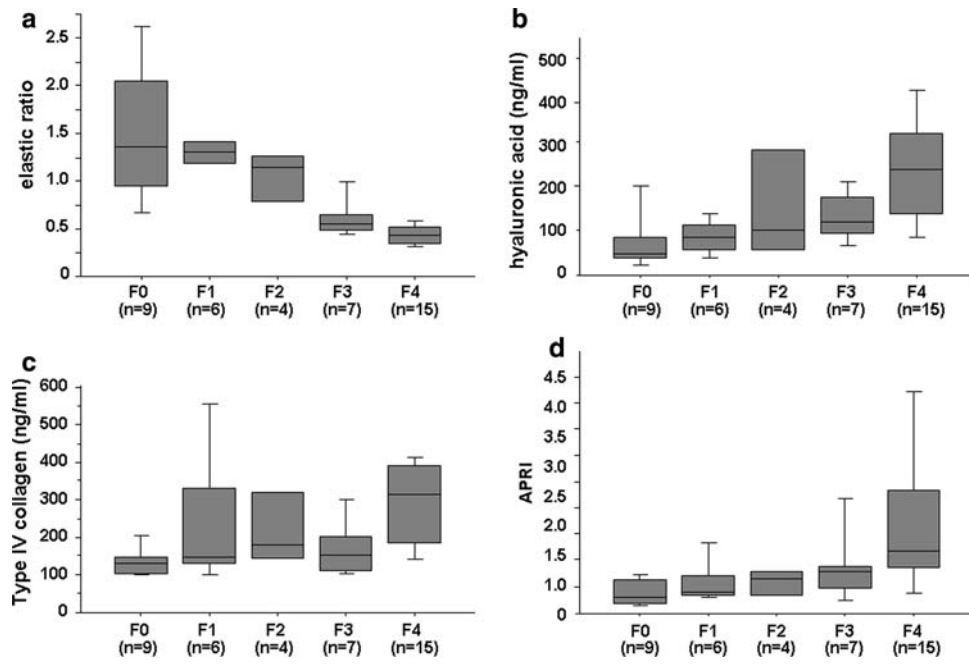 a
elastic ratio
2.5
2.0
1.5
1.0
0.5
0
F0 F1 F2 F3 F4
(n=9) (n=6) (n=4) (n=7) (n=15)
b
hyaluronic acid (ng/ml)
500
400
300
200
100
0
F0 F1 F2 F3 F4
(n=9) (n=6) (n=4) (n=7) (n=15)
c
Type IV collagen (ng/ml)
600
500
400
300
200
100
0
F0 F1 F2 F3 F4
(n=9) (n=6) (n=4) (n=7) (n=15)
d
APRI
4.5
4.0
3.5
3.0
2.5
2.0
1.5
1.0
0
F0 F1 F2 F3 F4
(n=9) (n=6) (n=4) (n=7) (n=15)